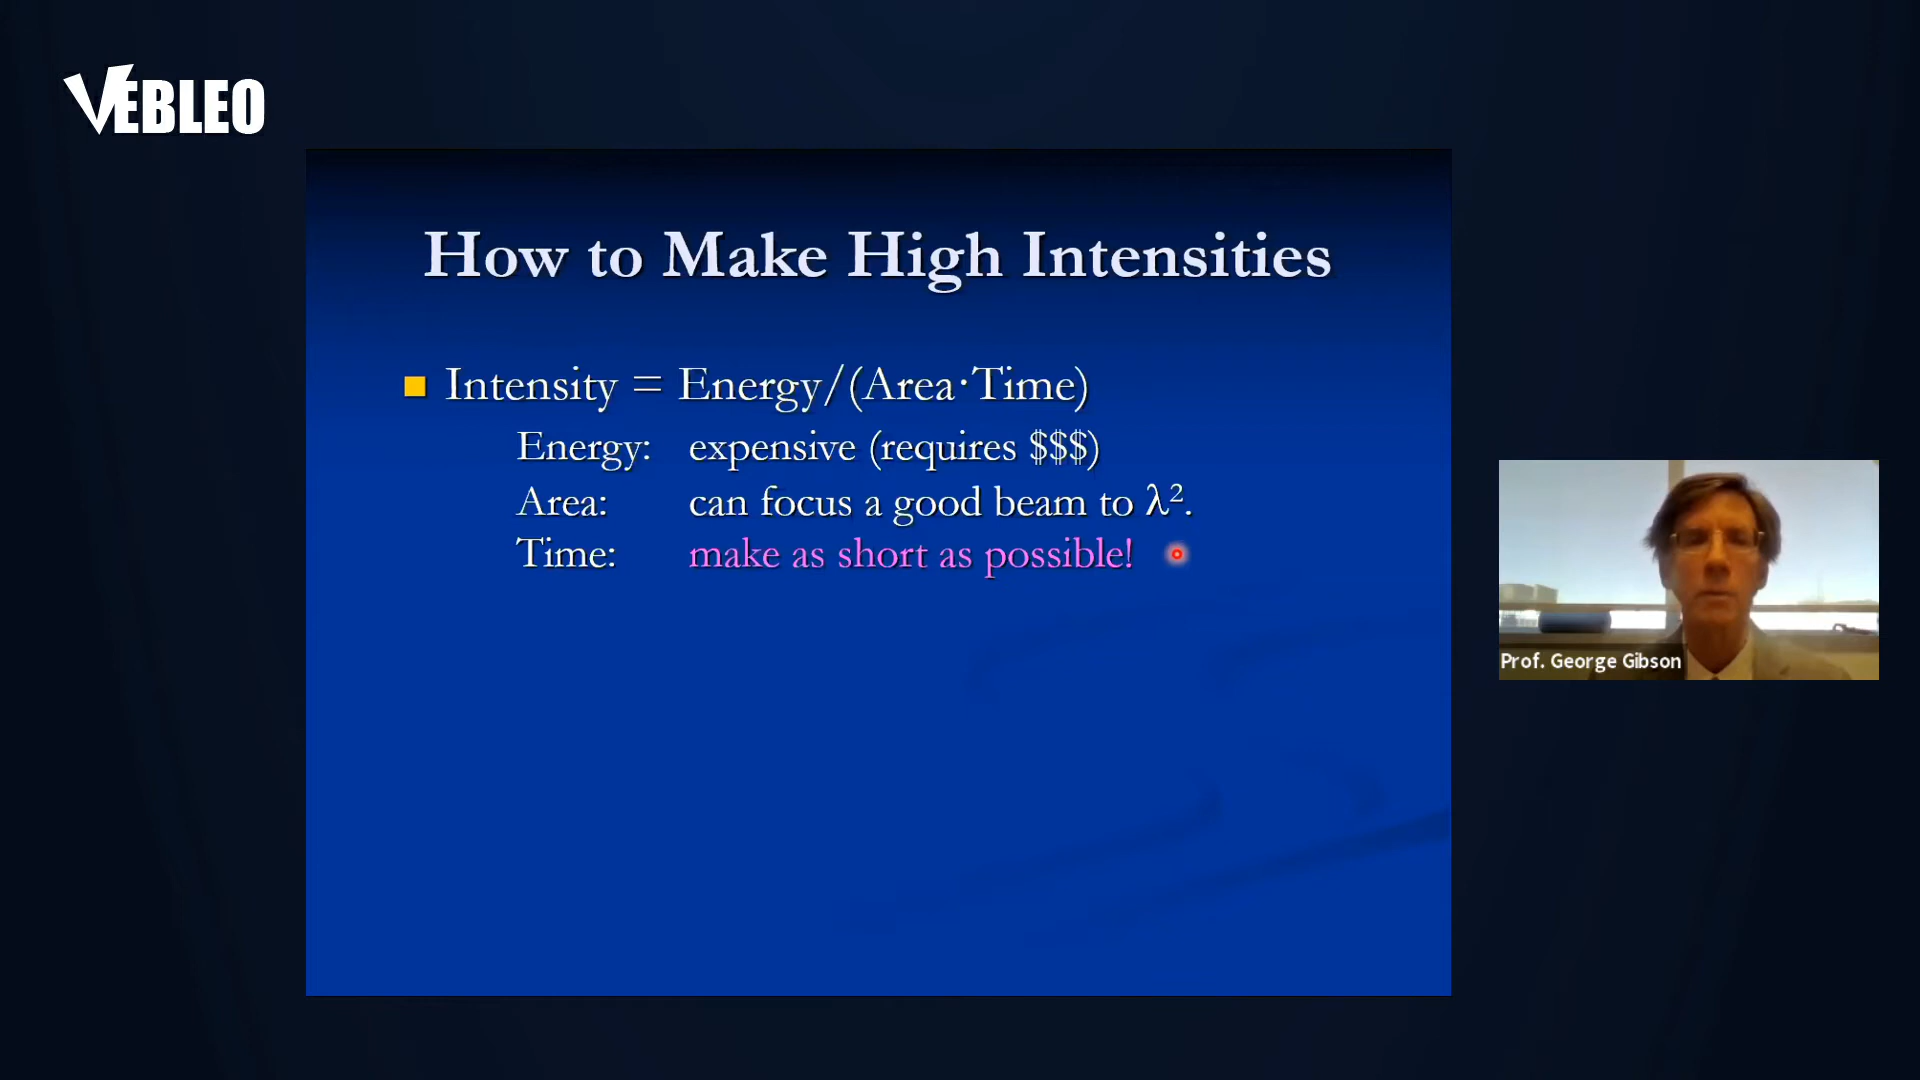 VEBLEO
How to Make High Intensities
Intensity = Energy/(Area·Time)
Energy: expensive (requires $$$)
Area: can focus a good beam to λ².
Time: make as short as possible!
Prof. George Gibson